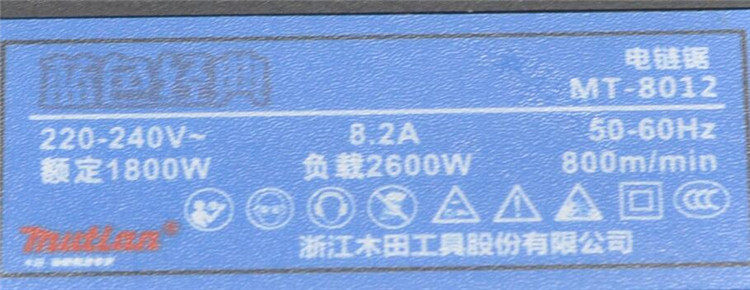 蓝色经典
电链锯
MT-8012
220-240V~ 8.2A 50-60Hz
额定1800W 负载2600W 800m/min
mutian®
浙江木田工具股份有限公司